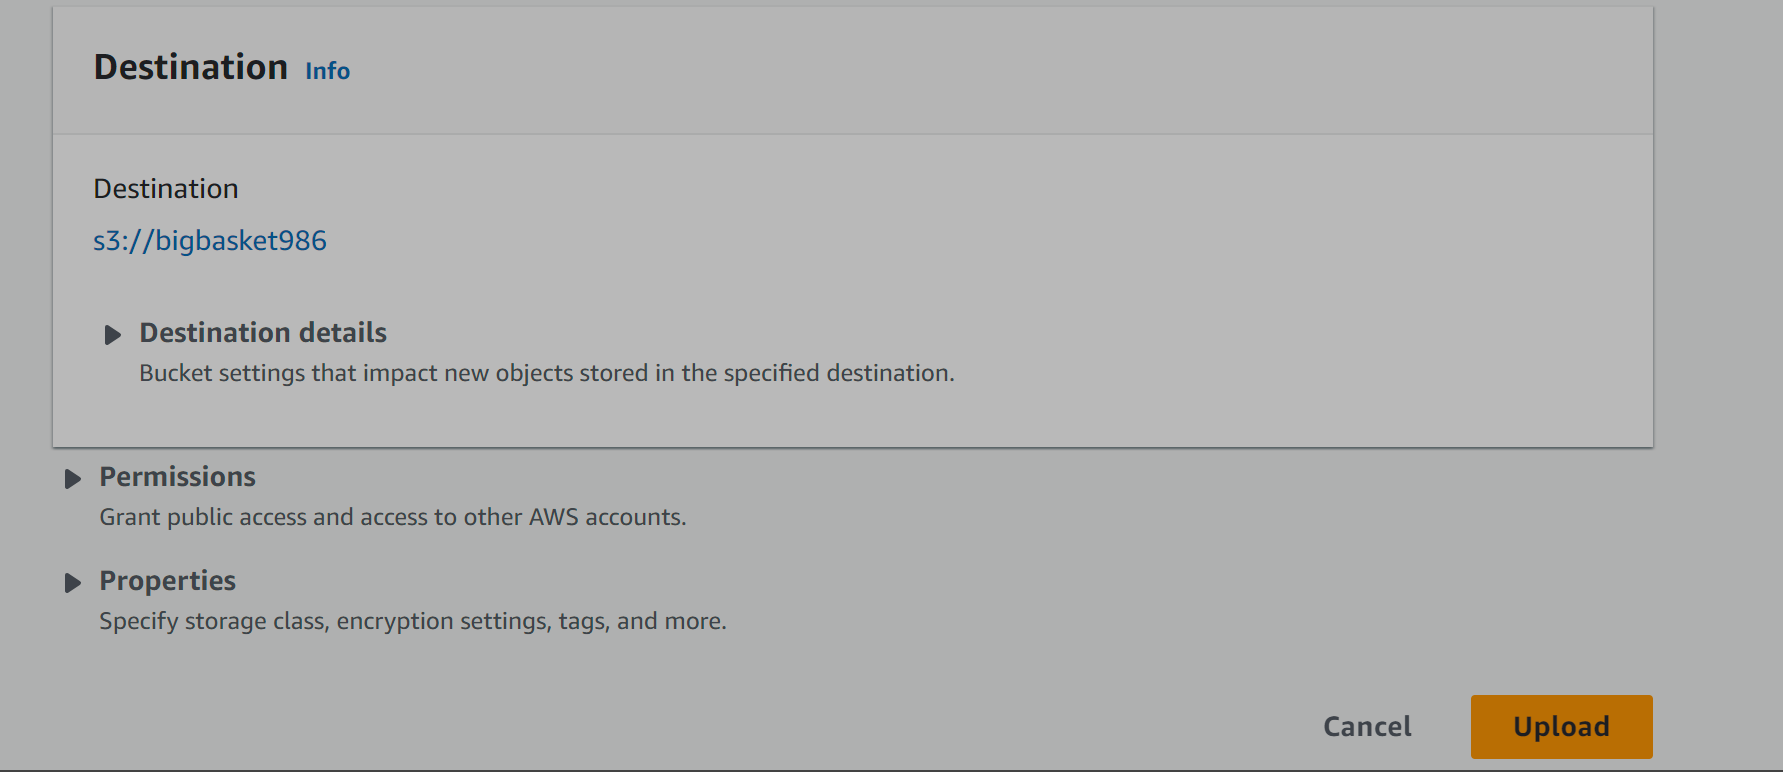 Destination Info
Destination
s3://bigbasket986
Destination details
Bucket settings that impact new objects stored in the specified destination.
Permissions
Grant public access and access to other AWS accounts.
Properties
Specify storage class, encryption settings, tags, and more.
Cancel Upload